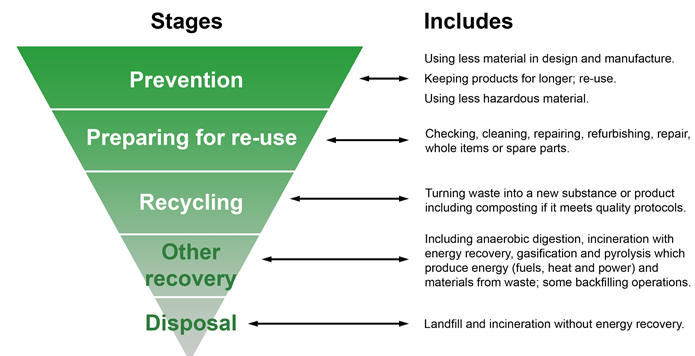 Stages
Includes
Prevention
Using less material in design and manufacture.
Keeping products for longer; re-use.
Using less hazardous material.
Preparing for re-use
Checking, cleaning, repairing, refurbishing, repair,
whole items or spare parts.
Recycling
Turning waste into a new substance or product
including composting if it meets quality protocols.
Other
recovery
Including anaerobic digestion, incineration with
energy recovery, gasification and pyrolysis which
produce energy (fuels, heat and power) and
materials from waste; some backfilling operations.
Disposal
Landfill and incineration without energy recovery.